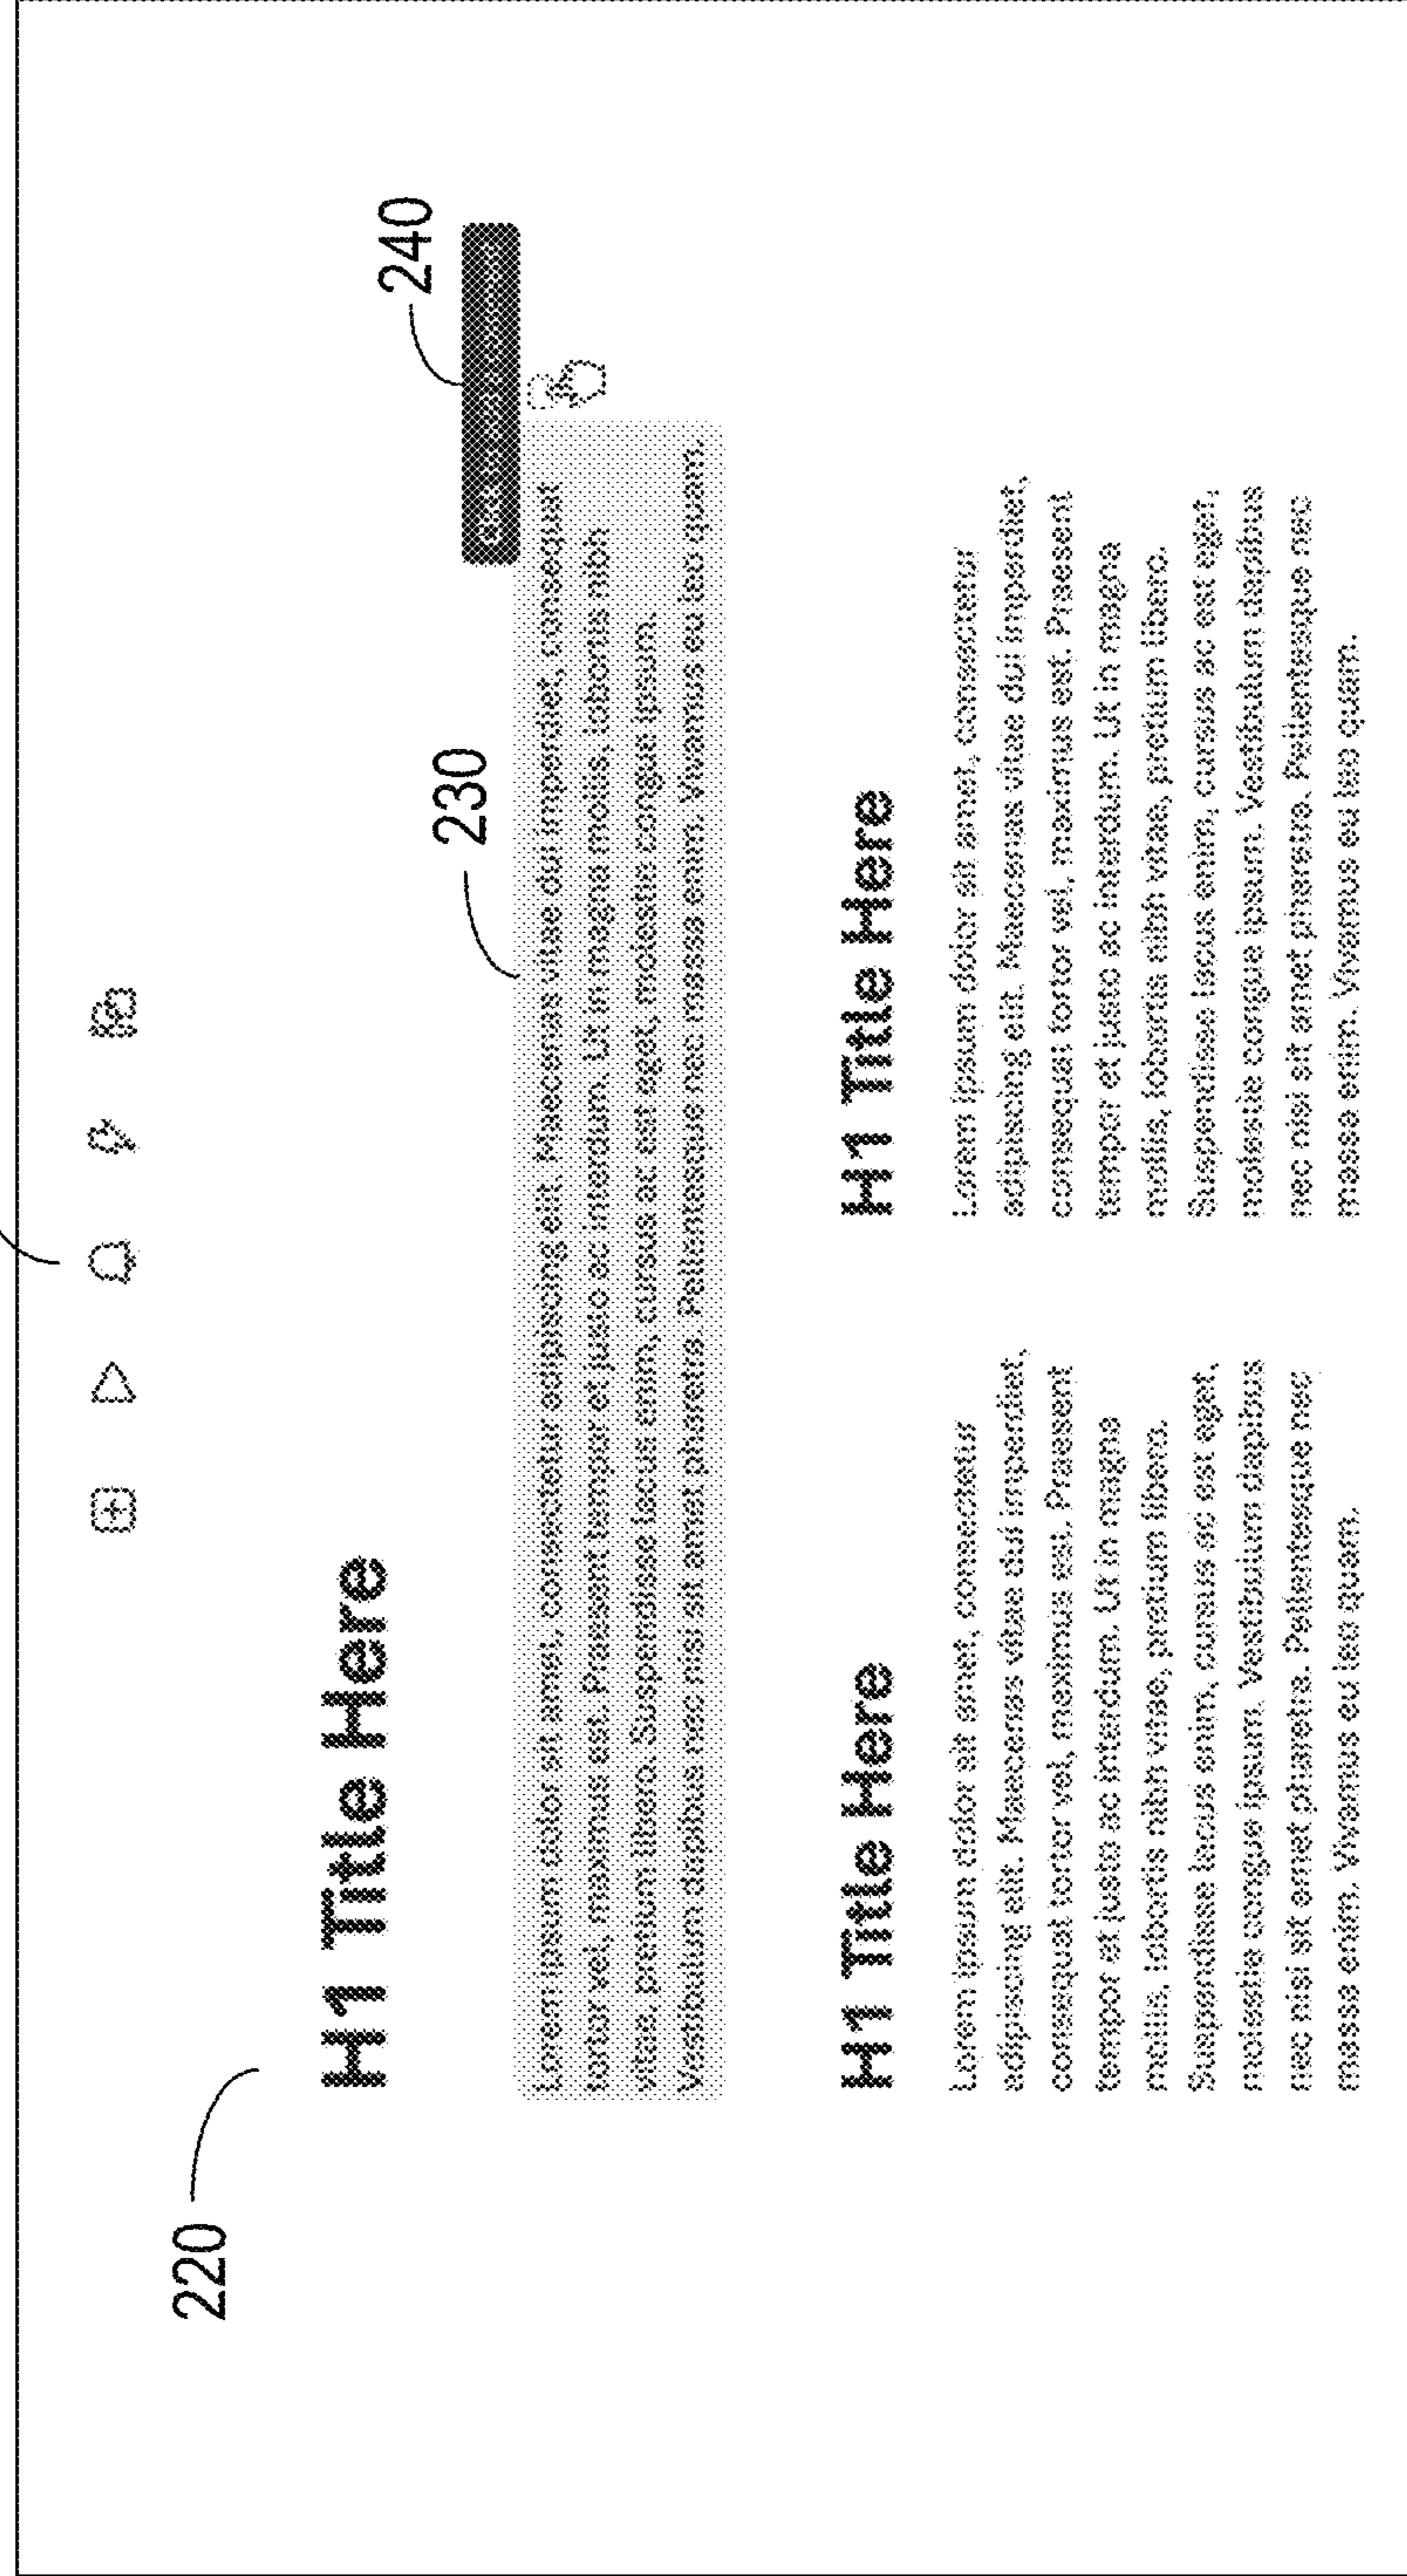 220
H1 Title Here
240
230
Lorem ipsum dolor sit amet, consectetur adipiscing elit. Maecenas vitae dui imperdiet, consequat
tortor vel, maximus est. Praesent tempor et justo ac interdum. Ut in magna mollis, lobortis nibh
vitae, pretium libero. Suspendisse lacus enim, cursus ac est eget, molestie congue ipsum.
Vestibulum dapibus nec nisi sit amet pharetra. Pellentesque nec massa enim. Vivamus eu leo quam.
H1 Title Here
Lorem ipsum dolor sit amet, consectetur
adipiscing elit. Maecenas vitae dui imperdiet,
consequat tortor vel, maximus est. Praesent
tempor et justo ac interdum. Ut in magna
mollis, lobortis nibh vitae, pretium libero.
Suspendisse lacus enim, cursus ac est eget,
molestie congue ipsum. Vestibulum dapibus
nec nisi sit amet pharetra. Pellentesque nec
massa enim. Vivamus eu leo quam.
H1 Title Here
Lorem ipsum dolor sit amet, consectetur
adipiscing elit. Maecenas vitae dui imperdiet,
consequat tortor vel, maximus est. Praesent
tempor et justo ac interdum. Ut in magna
mollis, lobortis nibh vitae, pretium libero.
Suspendisse lacus enim, cursus ac est eget,
molestie congue ipsum. Vestibulum dapibus
nec nisi sit amet pharetra. Pellentesque nec
massa enim. Vivamus eu leo quam.